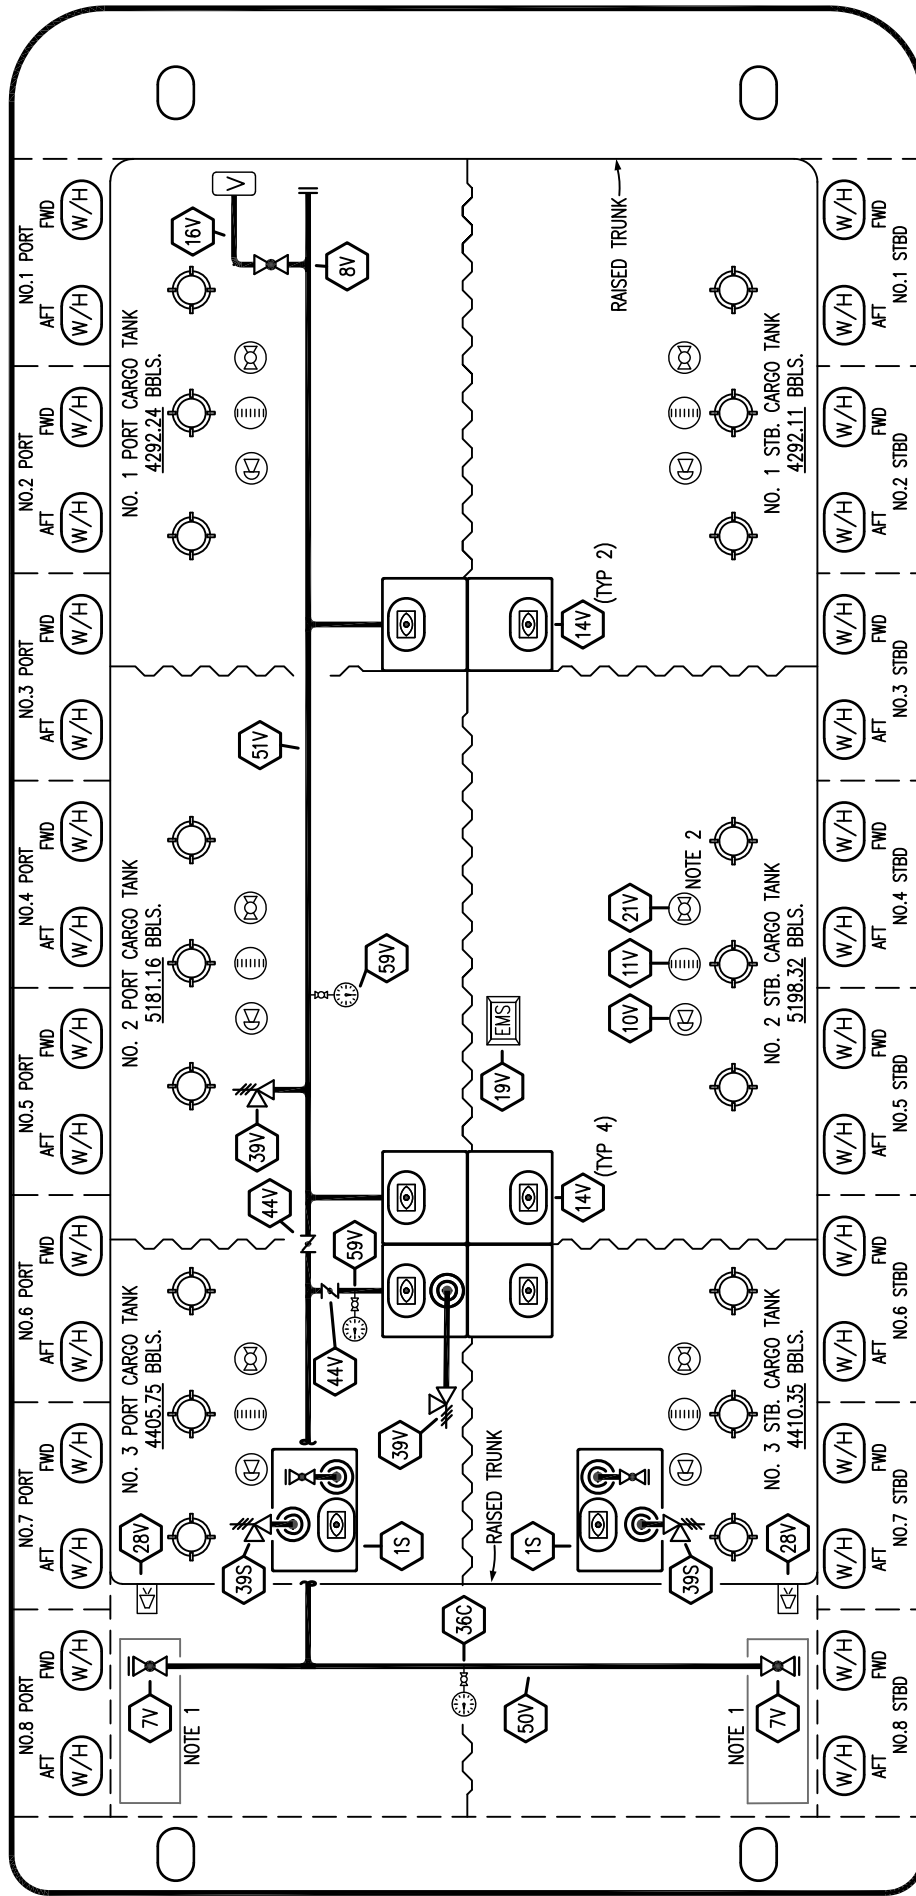 NO.8 PORT
NO.7 PORT
NO.6 PORT
NO.5 PORT
NO.4 PORT
NO.3 PORT
NO.2 PORT
NO.1 PORT
AFT FWD
AFT FWD
AFT FWD
AFT FWD
AFT FWD
AFT FWD
AFT FWD
AFT FWD
W/H W/H
W/H W/H
W/H W/H
W/H W/H
W/H W/H
W/H W/H
W/H W/H
W/H W/H
NO. 3 PORT CARGO TANK
4405.75 BBLS.
NO. 2 PORT CARGO TANK
5181.16 BBLS.
NO. 1 PORT CARGO TANK
4292.24 BBLS.
28V
7V
NOTE 1
16V
V
39S
39V
44V
51V
8V
44V
59V
59V
1S
39V
36C
RAISED TRUNK
19V
EMS
50V
1S
14V
(TYP 4)
14V
(TYP 2)
RAISED TRUNK
10V
11V
21V
NOTE 2
39S
NOTE 1
7V
28V
NO. 3 STB. CARGO TANK
4410.35 BBLS.
NO. 2 STB. CARGO TANK
5198.32 BBLS.
NO. 1 STB. CARGO TANK
4292.11 BBLS.
W/H W/H
W/H W/H
W/H W/H
W/H W/H
W/H W/H
W/H W/H
W/H W/H
W/H W/H
AFT FWD
AFT FWD
AFT FWD
AFT FWD
AFT FWD
AFT FWD
AFT FWD
AFT FWD
NO.8 STBD
NO.7 STBD
NO.6 STBD
NO.5 STBD
NO.4 STBD
NO.3 STBD
NO.2 STBD
NO.1 STBD